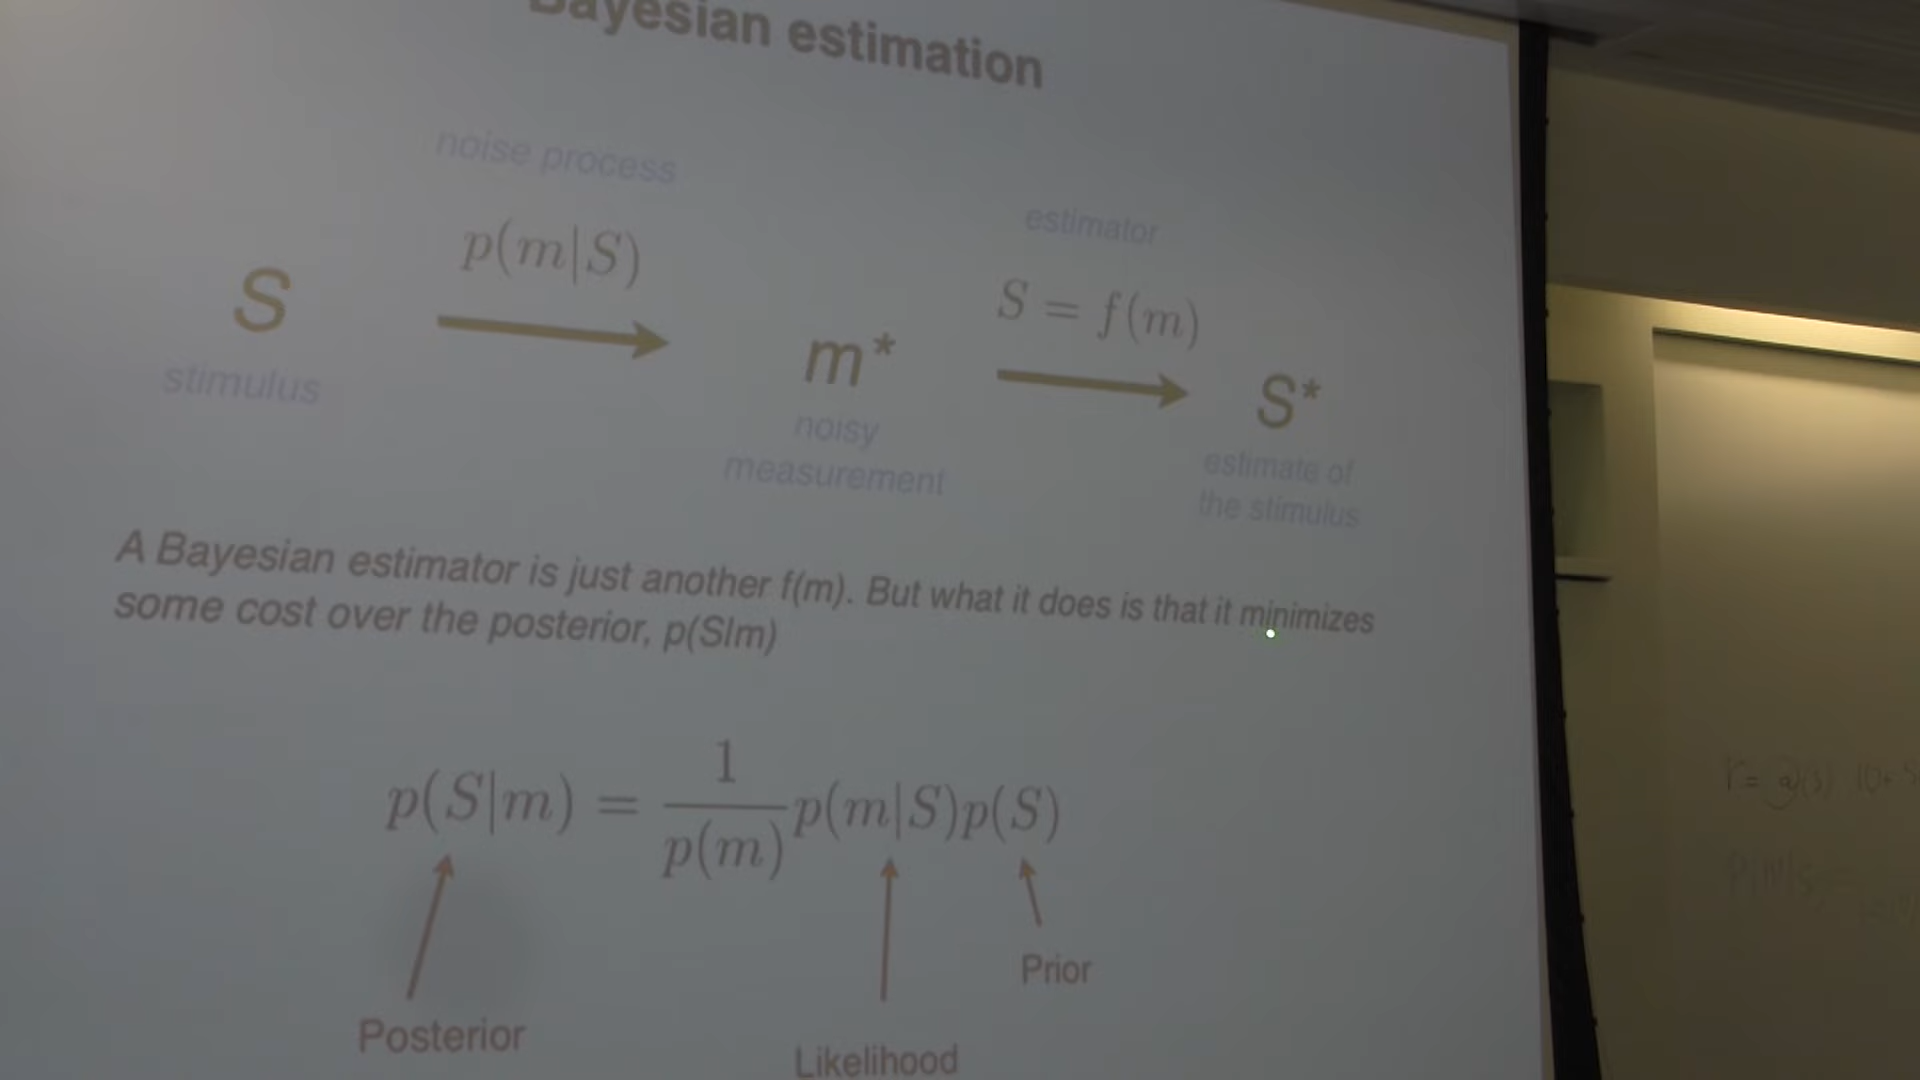 Bayesian estimation
noise process
p(m|S)
estimator
S = f(m)
S
stimulus
m*
noisy
measurement
S*
estimate of
the stimulus
A Bayesian estimator is just another f(m). But what it does is that it minimizes
some cost over the posterior, p(S|m)
p(S|m) = 1/p(m) p(m|S)p(S)
Posterior
Likelihood
Prior